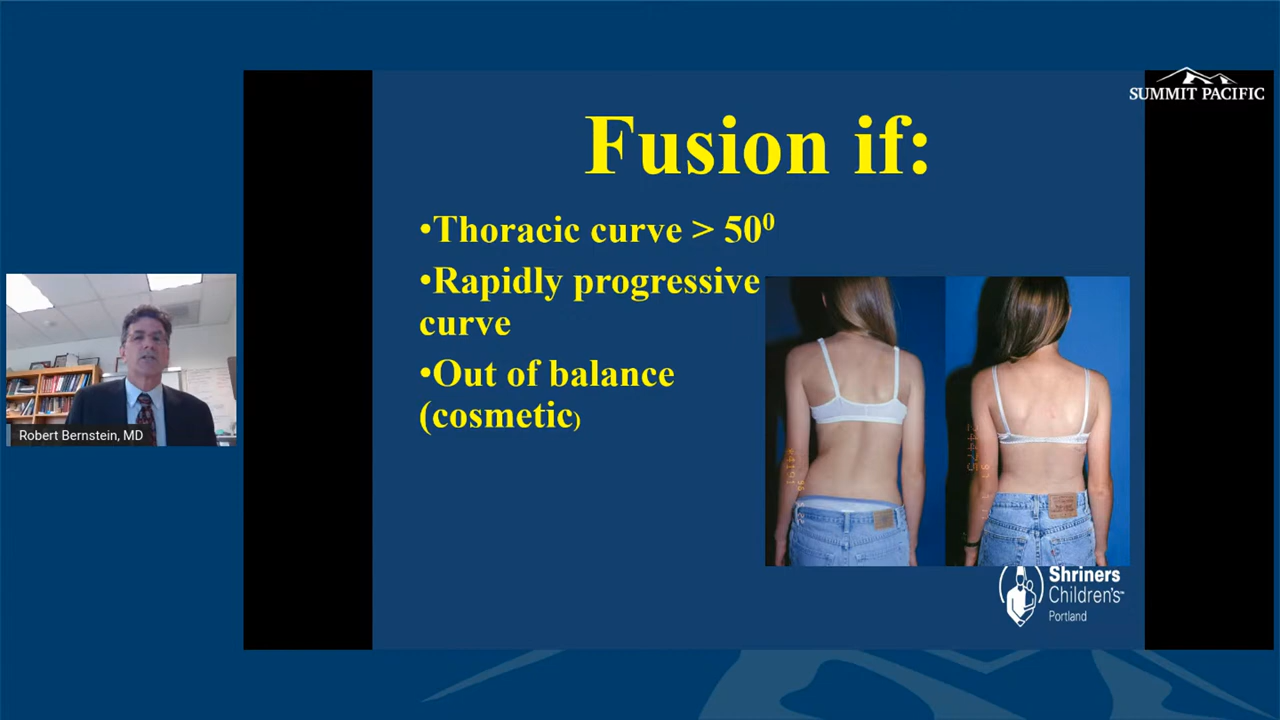 SUMMIT PACIFIC
Fusion if:
•Thoracic curve > 50⁰
•Rapidly progressive
curve
•Out of balance
(cosmetic)
Robert Bernstein, MD
Shriners
Children's™
Portland